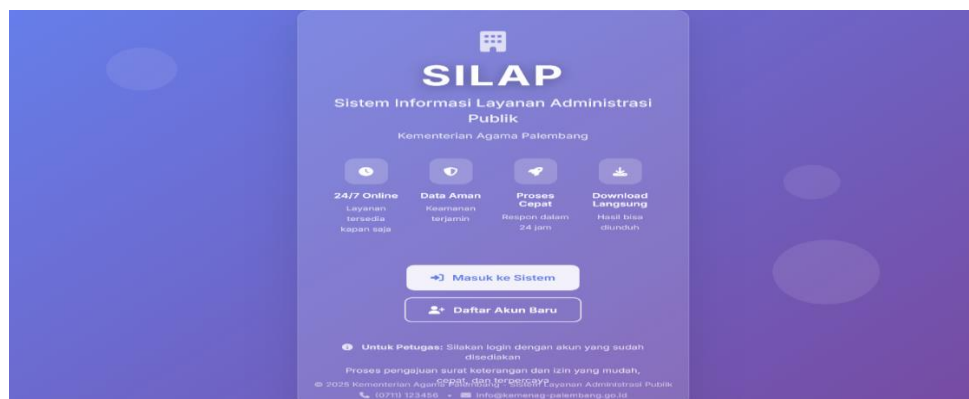 SILAP
Sistem Informasi Layanan Administrasi
Publik
Kementerian Agama Palembang
24/7 Online
Layanan
tersedia
kapan saja
Data Aman
Keamanan
terjamin
Proses
Cepat
Respon dalam
24 jam
Download
Langsung
Hasil bisa
diunduh
Masuk ke Sistem
Daftar Akun Baru
Untuk Petugas: Silakan login dengan akun yang sudah
disediakan
Proses pengajuan surat keterangan dan izin yang mudah,
cepat, dan terpercaya
© 2025 Kementerian Agama Palembang - Sistem Layanan Administrasi Publik
(0711) 123456 • info@kemenag-palembang.go.id